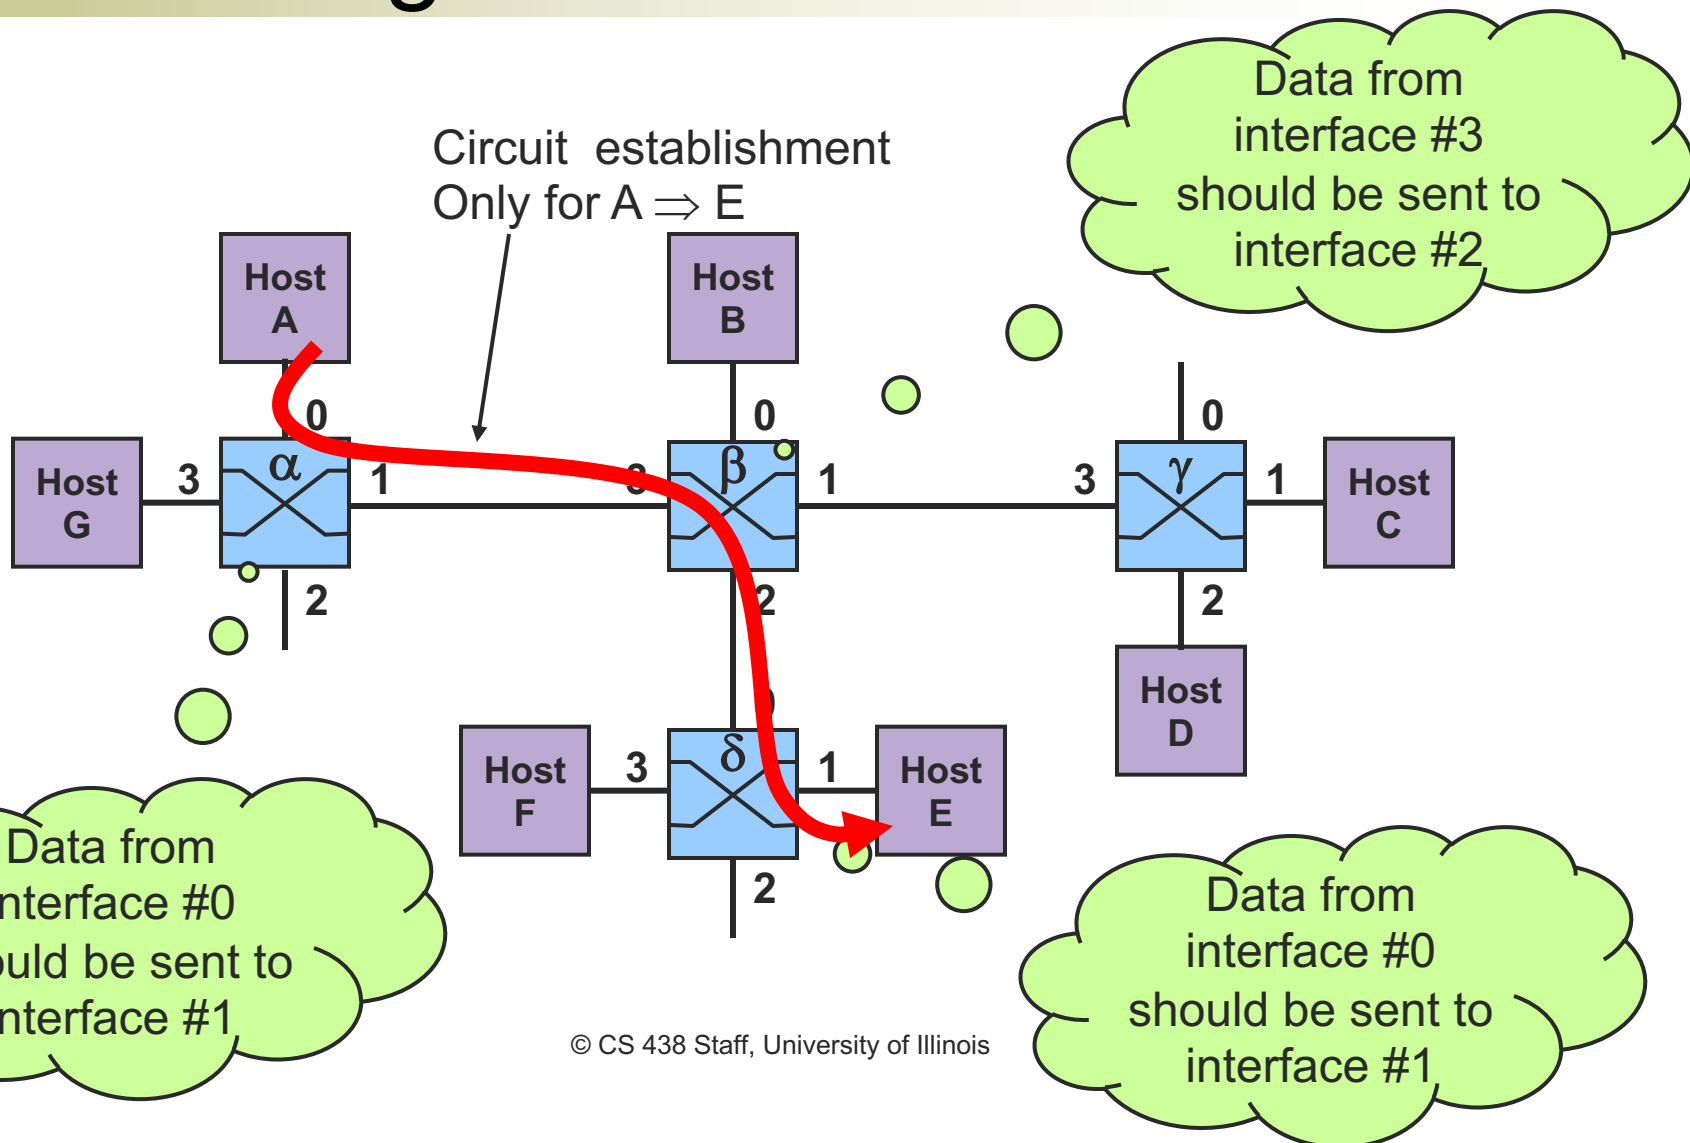 Data from
interface #3
should be sent to
interface #2
Circuit establishment
Only for A ⇒ E
Host
A
Host
B
0
0
0
Host
G
3
α
1
3
β
1
3
γ
1
Host
C
2
2
2
Host
D
Host
F
3
δ
1
Host
E
2
Data from
nterface #0
ould be sent to
nterface #1
Data from
interface #0
should be sent to
interface #1
© CS 438 Staff, University of Illinois